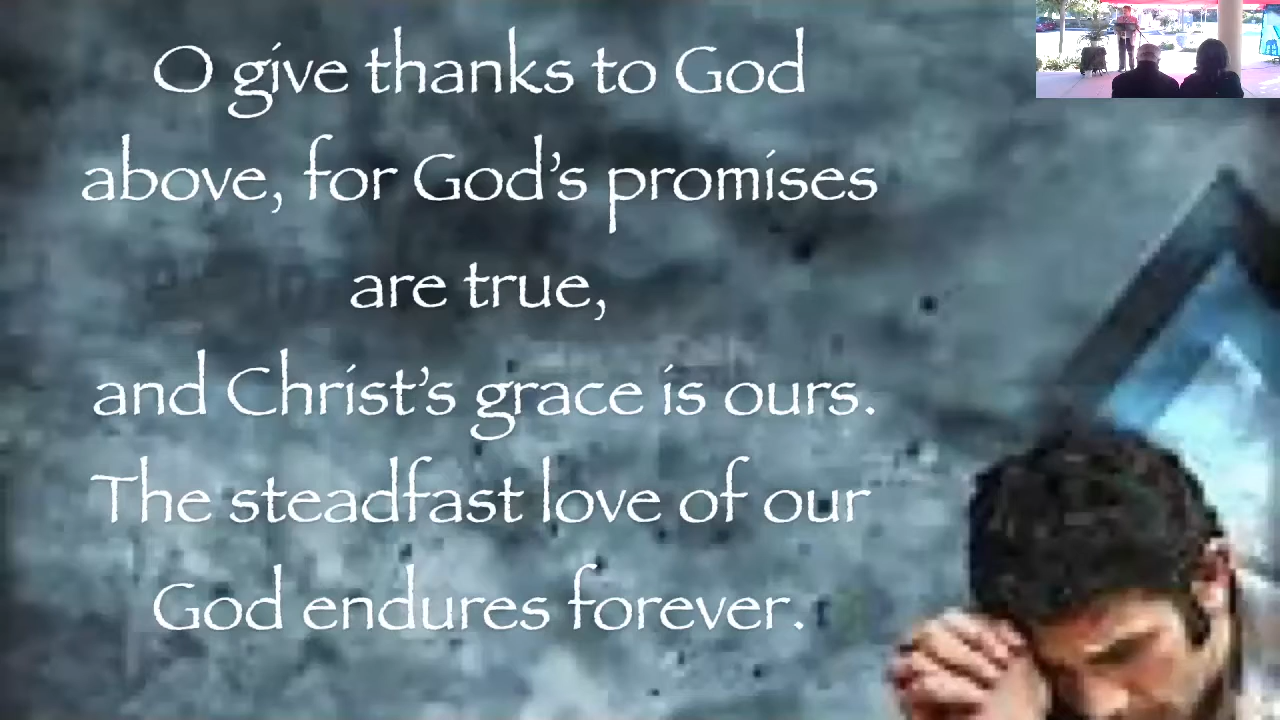 O give thanks to God
above, for God's promises
are true,
and Christ's grace is ours.
The steadfast love of our
God endures forever.